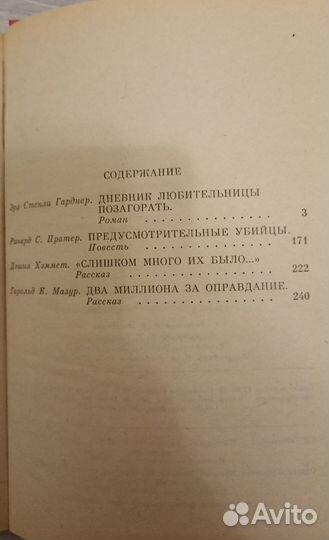 СОДЕРЖАНИЕ
Эрл Стенли Гарднер. ДНЕВНИК ЛЮБИТЕЛЬНИЦЫ
ПОЗАГОРАТЬ.
Роман . . . . . . . . . . . 3
Ричард С. Пратер. ПРЕДУСМОТРИТЕЛЬНЫЕ УБИЙЦЫ.
Повесть . . . . . . . . . . 171
Дэшил Хэммет. «СЛИШКОМ МНОГО ИХ БЫЛО...»
Рассказ . . . . . . . . . . 222
Гарольд К. Мазур. ДВА МИЛЛИОНА ЗА ОПРАВДАНИЕ.
Рассказ . . . . . . . . . . 240
Avito